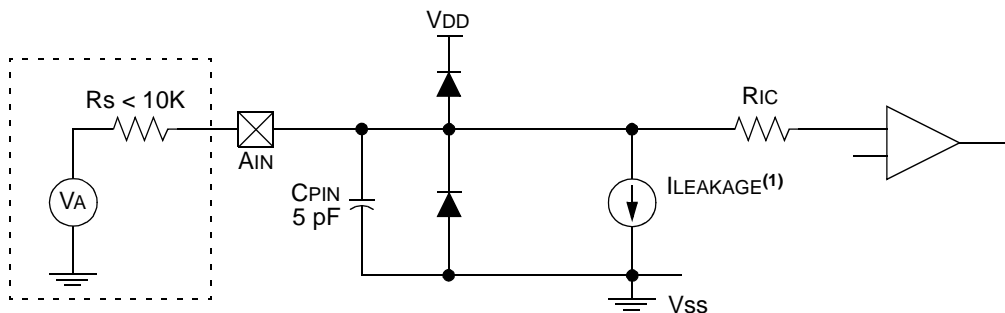 VDD
Rs < 10K
RIC
AIN
CPIN
5 pF
ILEAKAGE(1)
VA
Vss